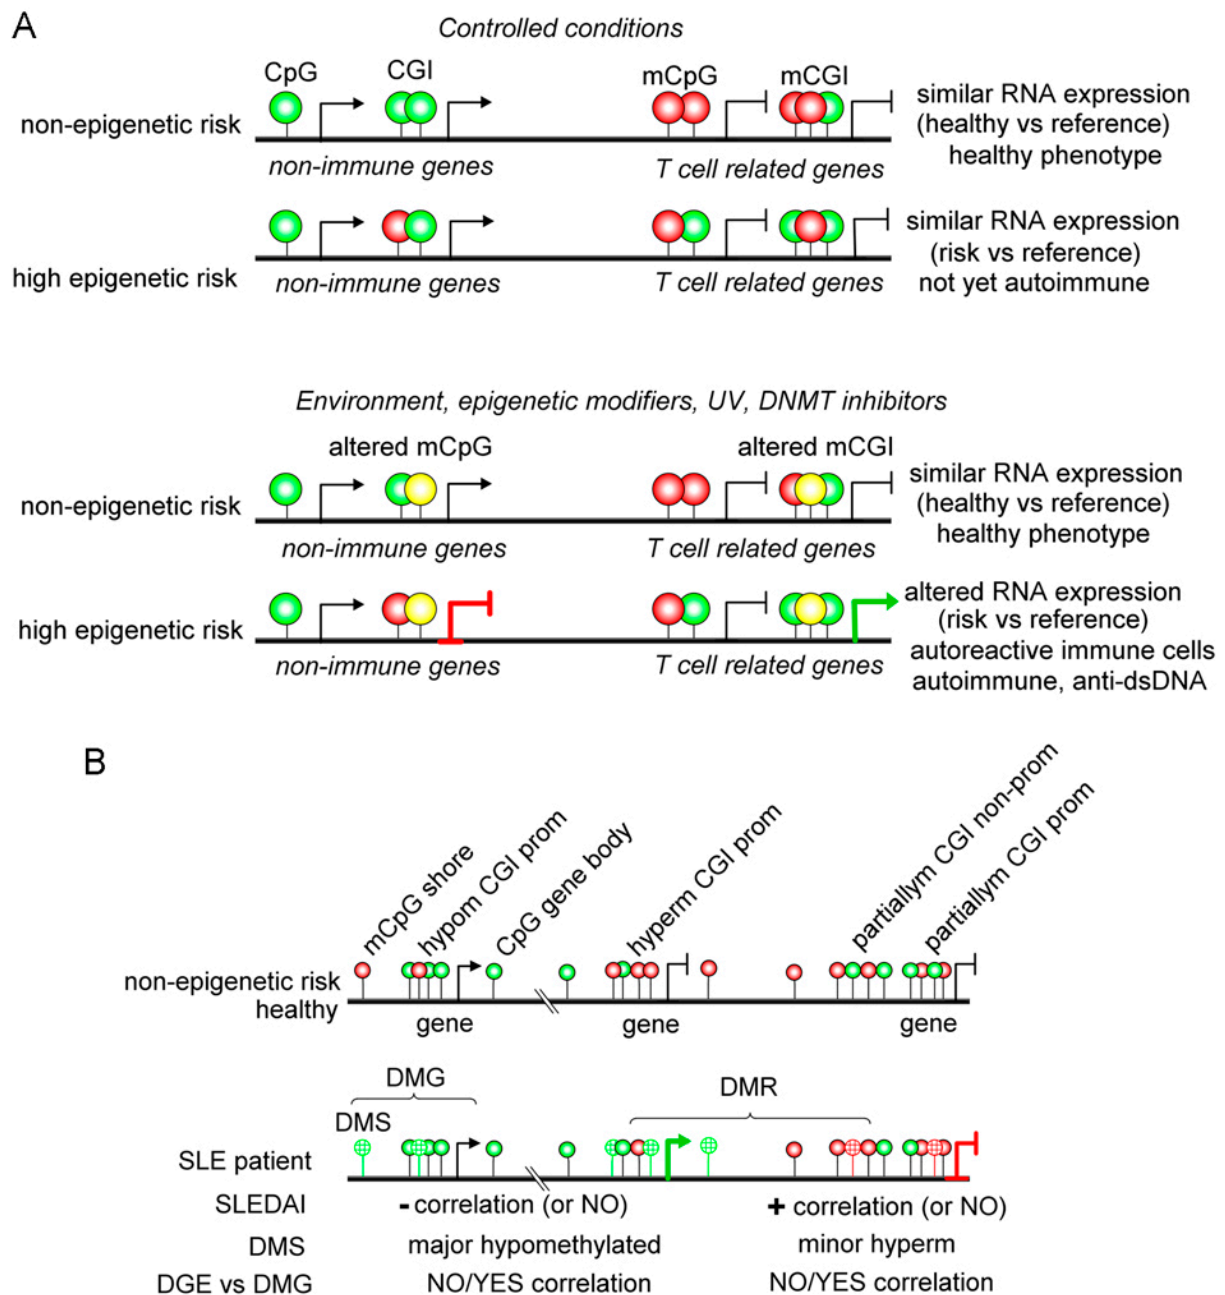 A
Controlled conditions
CpG CGI mCpG mCGI
non-epigenetic risk
non-immune genes T cell related genes
similar RNA expression
(healthy vs reference)
healthy phenotype
high epigenetic risk
non-immune genes T cell related genes
similar RNA expression
(risk vs reference)
not yet autoimmune
Environment, epigenetic modifiers, UV, DNMT inhibitors
altered mCpG altered mCGI
non-epigenetic risk
non-immune genes T cell related genes
similar RNA expression
(healthy vs reference)
healthy phenotype
high epigenetic risk
non-immune genes T cell related genes
altered RNA expression
(risk vs reference)
autoreactive immune cells
autoimmune, anti-dsDNA
B
mCpG shore
hypom CGI prom
CpG gene body
hyperm CGI prom
partiallym CGI non-prom
partiallym CGI prom
non-epigenetic risk
healthy
gene gene gene
DMG DMR
DMS
SLE patient
SLEDAI - correlation (or NO) + correlation (or NO)
DMS major hypomethylated minor hyperm
DGE vs DMG NO/YES correlation NO/YES correlation